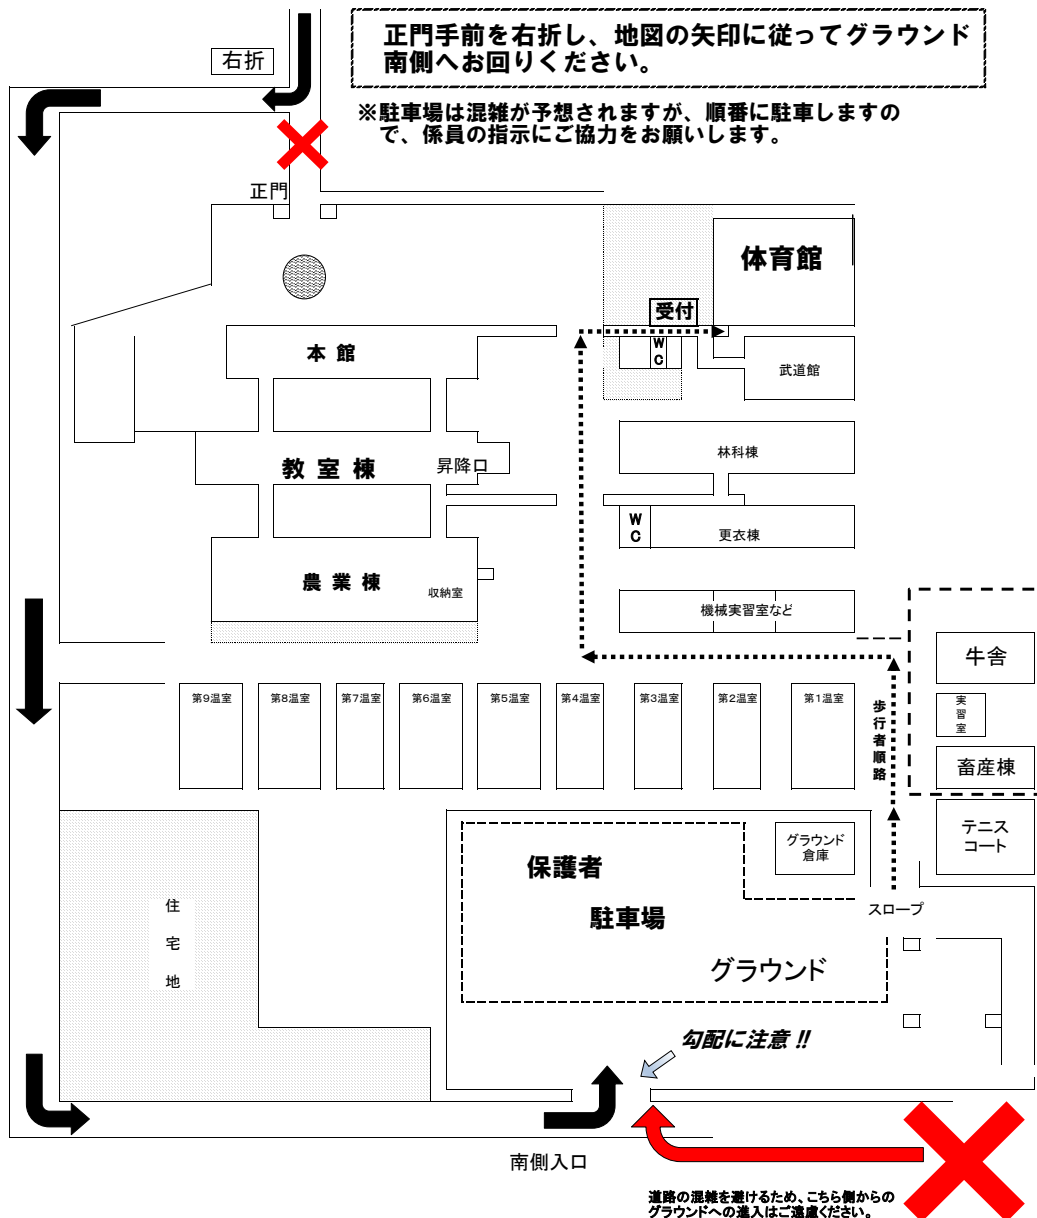 正門手前を右折し、地図の矢印に従ってグラウンド
南側へお回りください。
右折
※駐車場は混雑が予想されますが、順番に駐車しますの
で、係員の指示にご協力をお願いします。
正門
体育館
受付
本館
WC
武道館
林科棟
教室棟
昇降口
WC
更衣棟
農業棟
収納室
機械実習室など
牛舎
実習室
畜産棟
第9温室
第8温室
第7温室
第6温室
第5温室
第4温室
第3温室
第2温室
第1温室
歩行者順路
テニス
コート
グラウンド
倉庫
保護者
駐車場
スロープ
住宅地
グラウンド
勾配に注意!!
南側入口
道路の混雑を避けるため、こちら側からの
グラウンドへの進入はご遠慮ください。